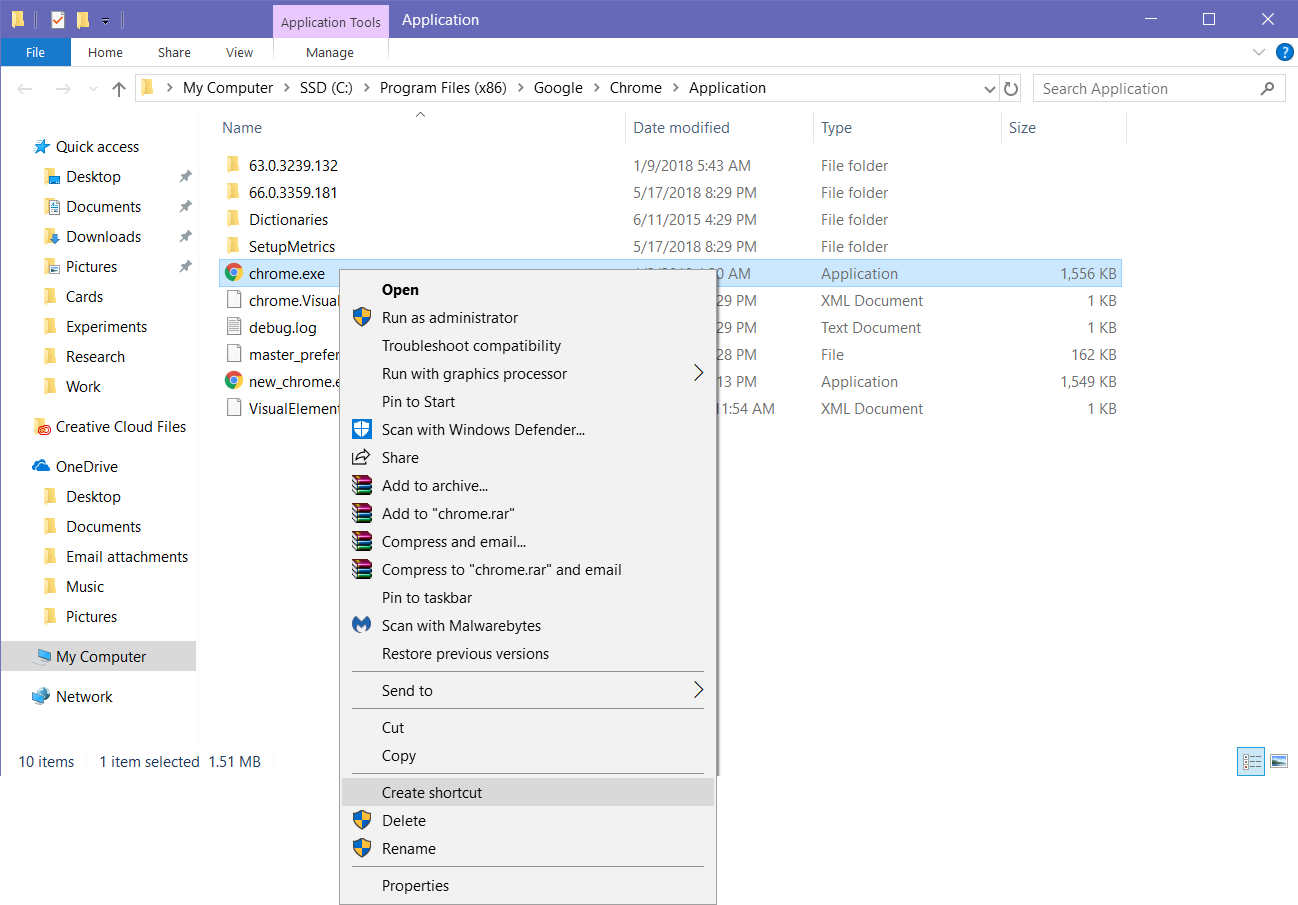 Application Tools
Application
File
Home
Share
View
Manage
My Computer
SSD (C:)
Program Files (x86)
Google
Chrome
Application
Search Application
Name
Date modified
Type
Size
Quick access
Desktop
Documents
Downloads
Pictures
Cards
Experiments
Research
Work
Creative Cloud Files
OneDrive
Desktop
Documents
Email attachments
Music
Pictures
My Computer
Network
63.0.3239.132 1/9/2018 5:43 AM File folder
66.0.3359.181 5/17/2018 8:29 PM File folder
Dictionaries 6/11/2015 4:29 PM File folder
SetupMetrics 5/17/2018 8:29 PM File folder
chrome.exe AM Application 1,556 KB
chrome.Visual 29 PM XML Document 1 KB
debug.log 29 PM Text Document 1 KB
master_prefer 28 PM File 162 KB
new_chrome.e 13 PM Application 1,549 KB
VisualElement 11:54 AM XML Document 1 KB
Open
Run as administrator
Troubleshoot compatibility
Run with graphics processor
Pin to Start
Scan with Windows Defender...
Share
Add to archive...
Add to "chrome.rar"
Compress and email...
Compress to "chrome.rar" and email
Pin to taskbar
Scan with Malwarebytes
Restore previous versions
Send to
Cut
Copy
Create shortcut
Delete
Rename
Properties
10 items 1 item selected 1.51 MB